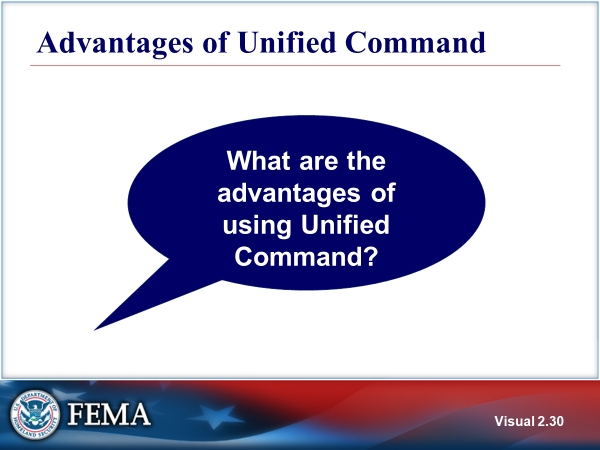 Advantages of Unified Command
What are the
advantages of
using Unified
Command?
FEMA
Visual 2.30